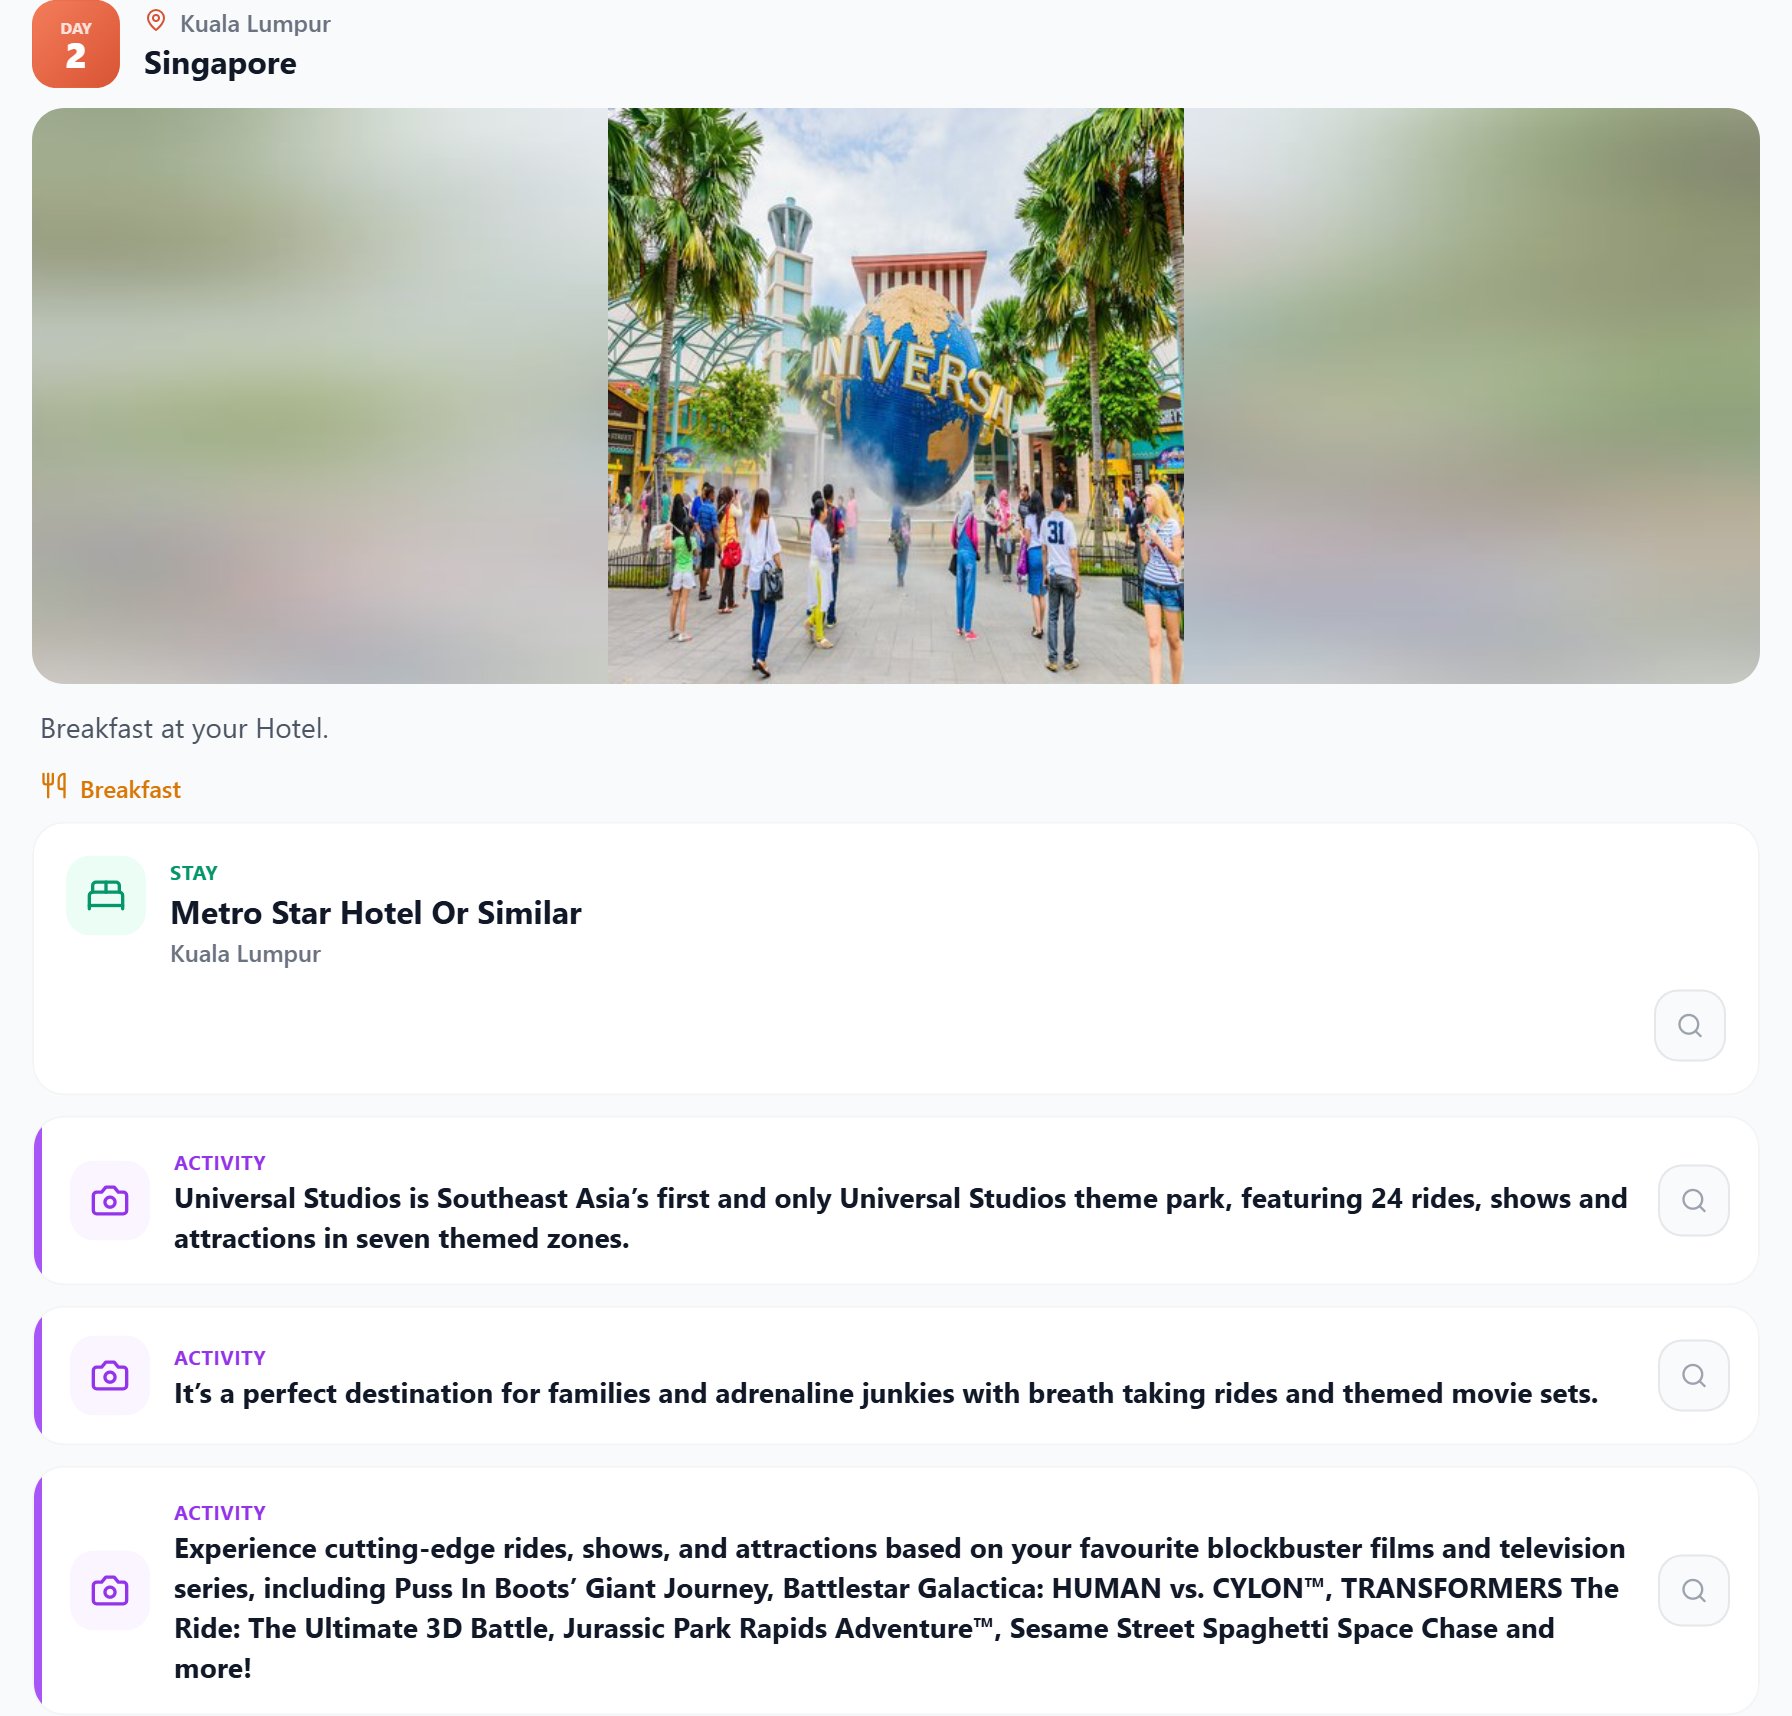 DAY
2
Kuala Lumpur
Singapore
UNIVERSA
31
Breakfast at your Hotel.
Breakfast
STAY
Metro Star Hotel Or Similar
Kuala Lumpur
ACTIVITY
Universal Studios is Southeast Asia’s first and only Universal Studios theme park, featuring 24 rides, shows and
attractions in seven themed zones.
ACTIVITY
It’s a perfect destination for families and adrenaline junkies with breath taking rides and themed movie sets.
ACTIVITY
Experience cutting-edge rides, shows, and attractions based on your favourite blockbuster films and television
series, including Puss In Boots’ Giant Journey, Battlestar Galactica: HUMAN vs. CYLON™, TRANSFORMERS The
Ride: The Ultimate 3D Battle, Jurassic Park Rapids Adventure™, Sesame Street Spaghetti Space Chase and
more!